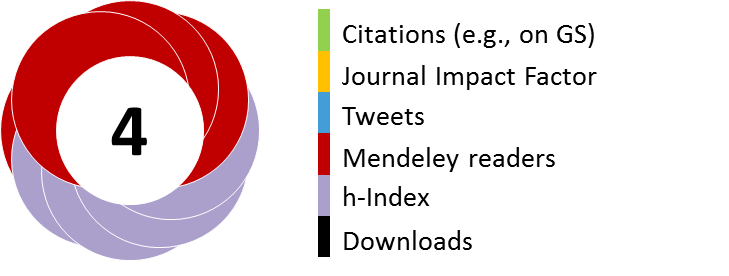 4
Citations (e.g., on GS)
Journal Impact Factor
Tweets
Mendeley readers
h-Index
Downloads